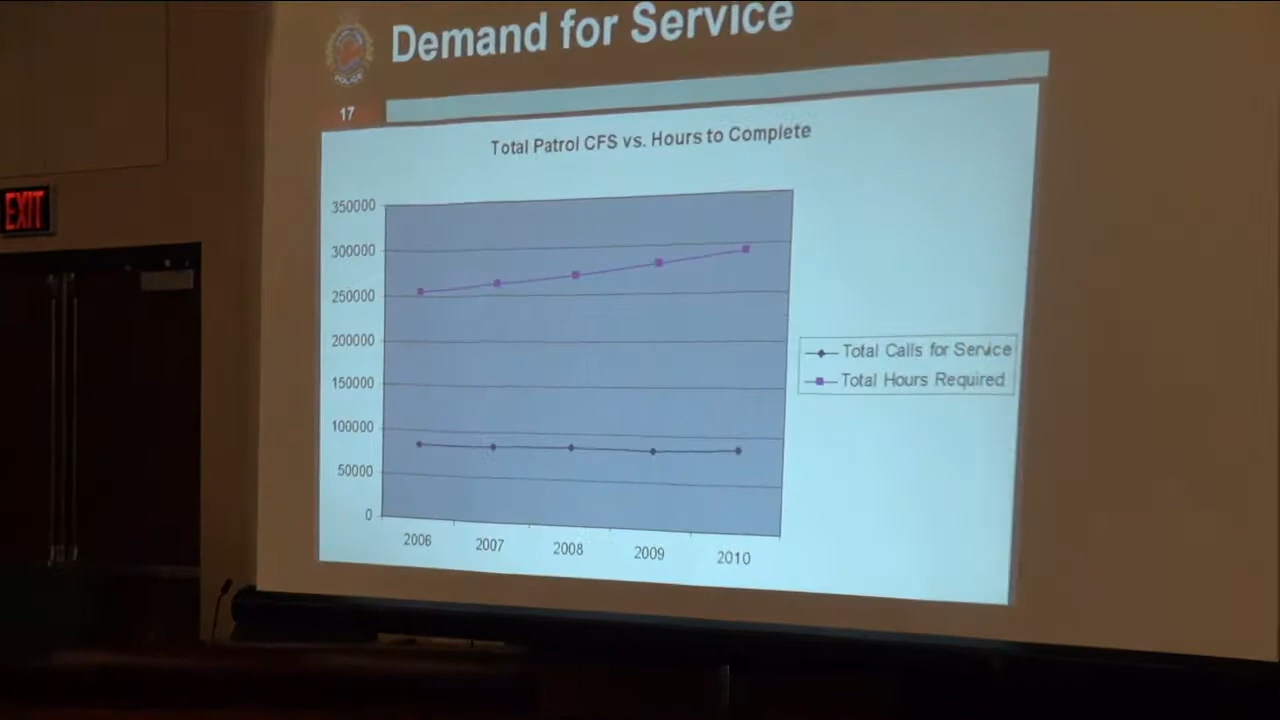 Demand for Service
POLICE
17
Total Patrol CFS vs. Hours to Complete
350000
300000
250000
200000
150000
100000
50000
0
2006
2007
2008
2009
2010
Total Calls for Service
Total Hours Required
EXIT